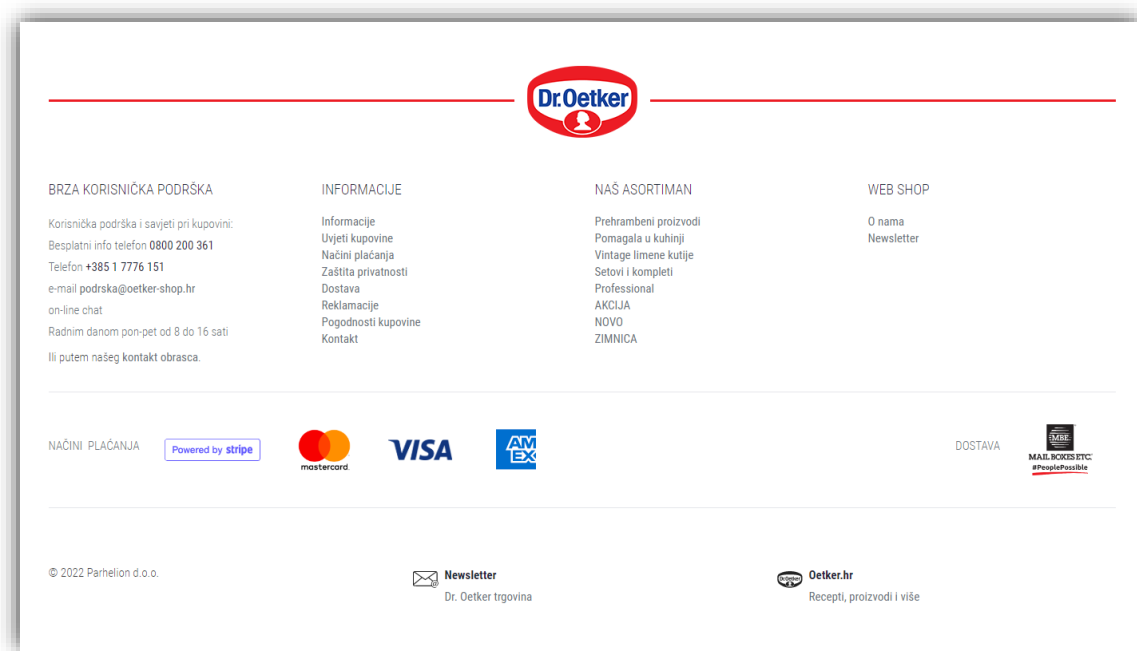 Dr.Oetker
BRZA KORISNIČKA PODRŠKA
Korisnička podrška i savjeti pri kupovini:
Besplatni info telefon 0800 200 361
Telefon +385 1 7776 151
e-mail podrska@oetker-shop.hr
on-line chat
Radnim danom pon-pet od 8 do 16 sati
Ili putem našeg kontakt obrasca.
INFORMACIJE
Informacije
Uvjeti kupovine
Načini plaćanja
Zaštita privatnosti
Dostava
Reklamacije
Pogodnosti kupovine
Kontakt
NAŠ ASORTIMAN
Prehrambeni proizvodi
Pomagala u kuhinji
Vintage limene kutije
Setovi i kompleti
Professional
AKCIJA
NOVO
ZIMNICA
WEB SHOP
O nama
Newsletter
NAČINI PLAĆANJA
Powered by stripe
mastercard.
VISA
AM
EX
DOSTAVA
MBE
MAIL BOXES ETC.
#PeoplePossible
© 2022 Parhelion d.o.o.
Newsletter
Dr. Oetker trgovina
Dr.Oetker
Oetker.hr
Recepti, proizvodi i više